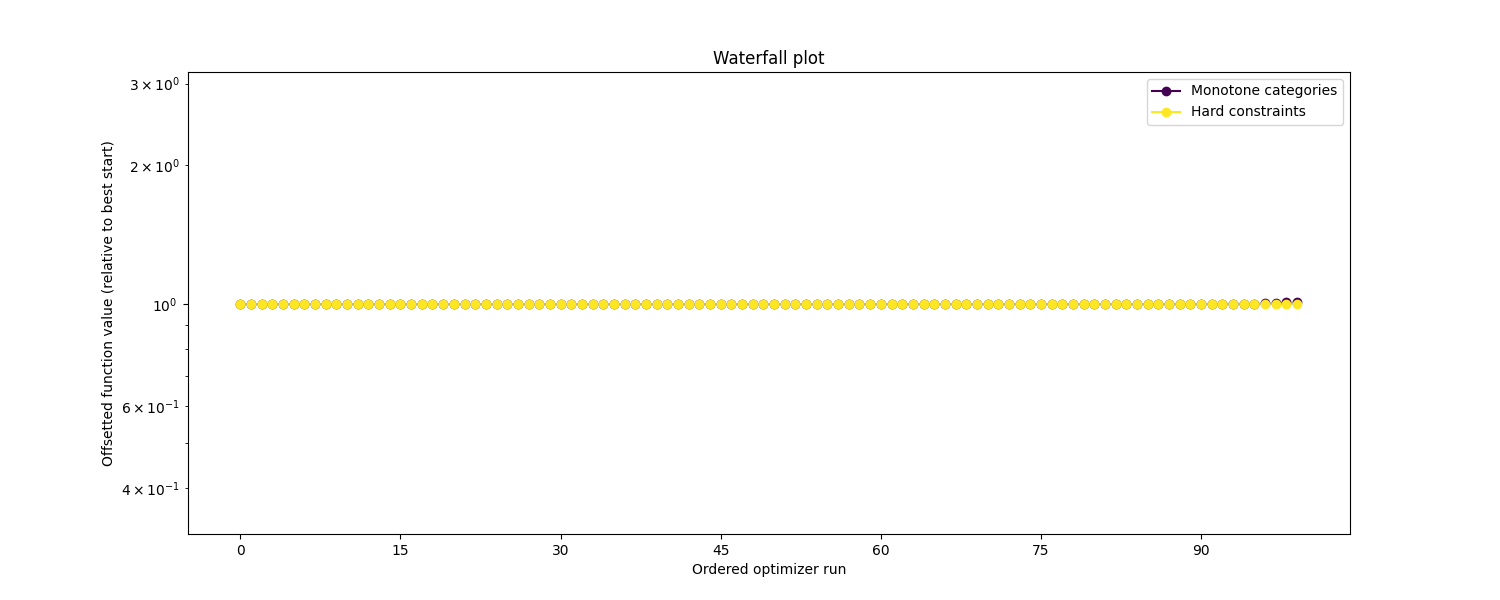 Waterfall plot
Monotone categories
Hard constraints
Offsetted function value (relative to best start)
3 × 10⁰
2 × 10⁰
10⁰
6 × 10⁻¹
4 × 10⁻¹
0 15 30 45 60 75 90
Ordered optimizer run